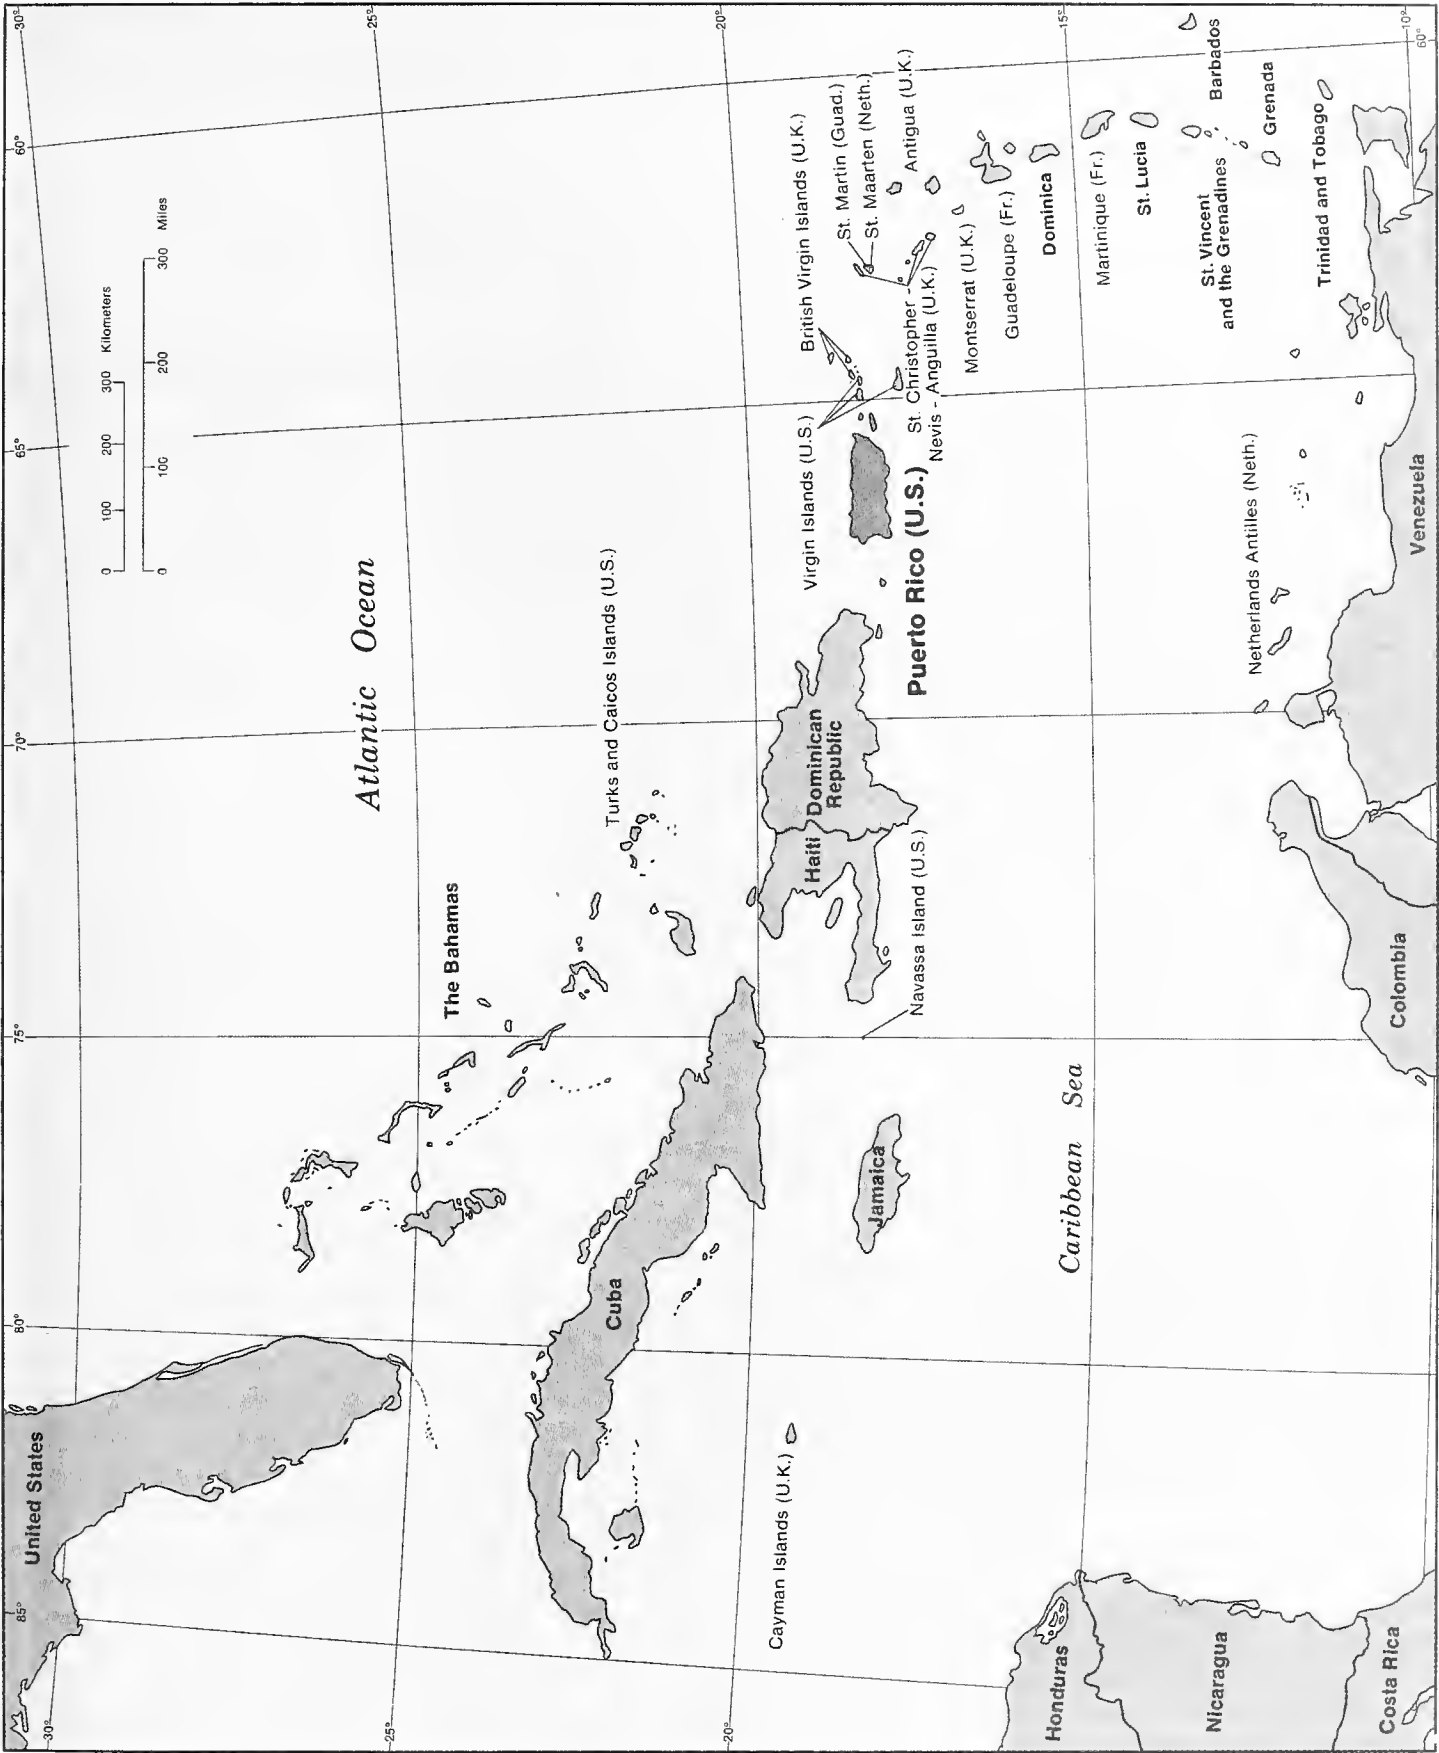 85°
80°
75°
70°
65°
60°
30°
United States
30°
0 100 200 300 Kilometers
0 100 200 300 Miles
Atlantic Ocean
25°
25°
The Bahamas
Turks and Caicos Islands (U.S.)
Cuba
20°
20°
Cayman Islands (U.K.)
Haiti
Dominican
Republic
Virgin Islands (U.S.)
British Virgin Islands (U.K.)
St. Martin (Guad.)
St. Maarten (Neth.)
Jamaica
Navassa Island (U.S.)
Puerto Rico (U.S.)
St. Christopher -
Nevis - Anguilla (U.K.)
Antigua (U.K.)
Montserrat (U.K.)
Guadeloupe (Fr.)
Dominica
15°
Caribbean Sea
Honduras
Martinique (Fr.)
St. Lucia
Nicaragua
St. Vincent
and the Grenadines
Barbados
Netherlands Antilles (Neth.)
Grenada
Trinidad and Tobago
Costa Rica
Colombia
Venezuela
10°
60°